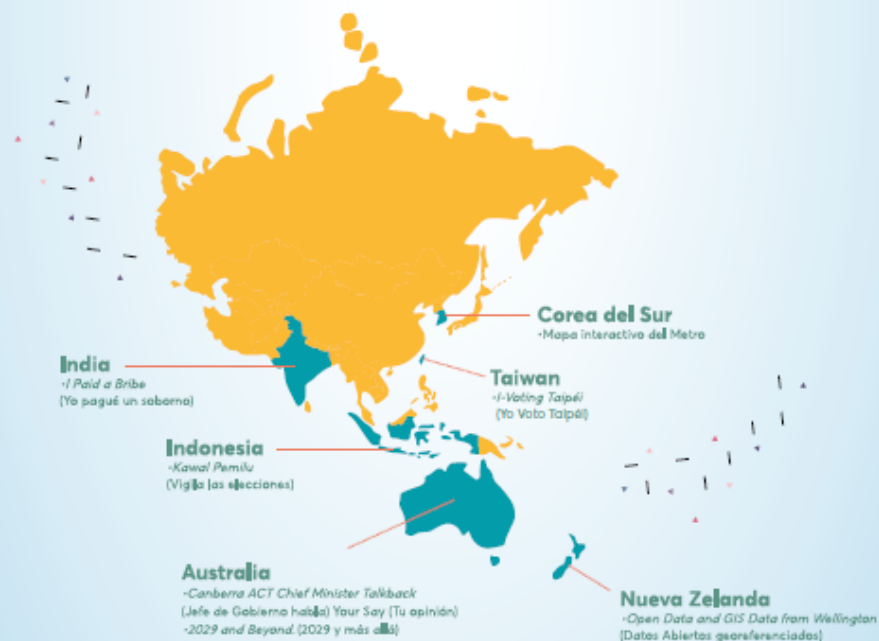 Corea del Sur
•Mapa interactivo del Metro
India
•I Paid a Bribe
(Yo pagué un soborno)
Taiwan
•I-Voting Taipéi
(Yo Voto Taipéi)
Indonesia
•Kawal Pemilu
(Vigila las elecciones)
Australia
•Canberra ACT Chief Minister Talkback
(Jefe de Gobierno habla) Your Say (Tu opinión)
•2029 and Beyond. (2029 y más allá)
Nueva Zelanda
•Open Data and GIS Data from Wellington
(Datos Abiertos georeferenciados)